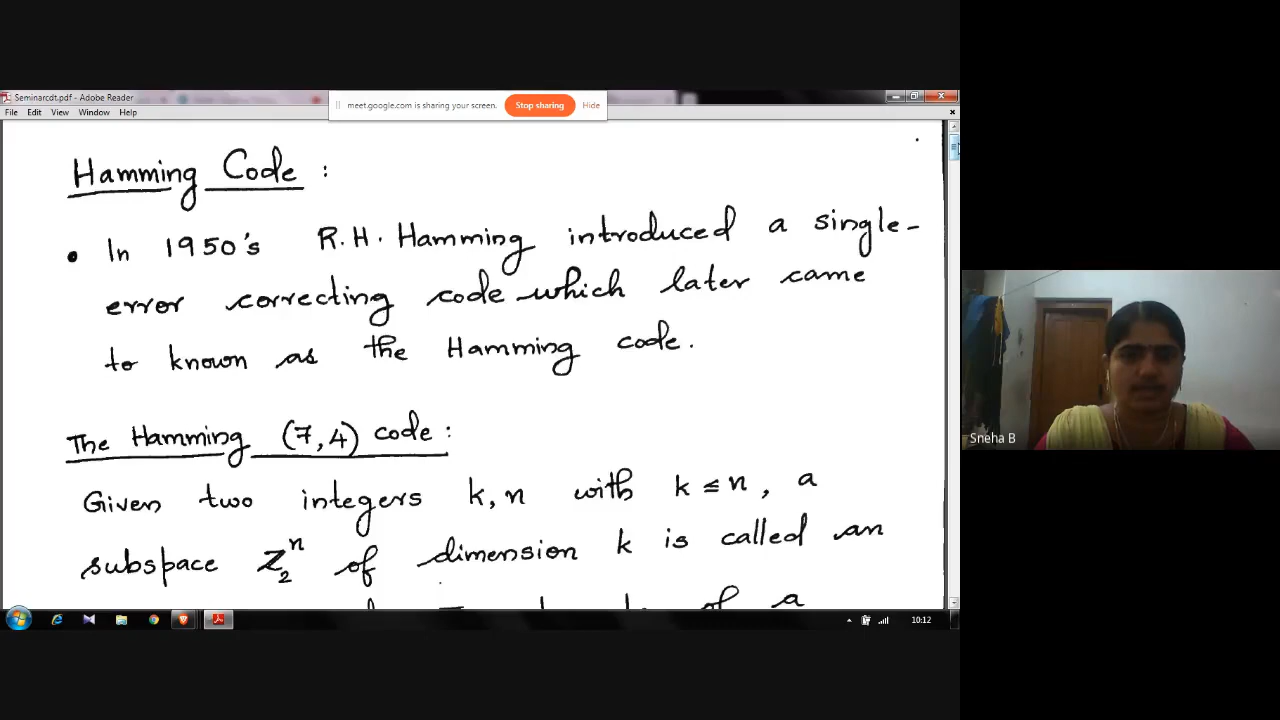 Seminarcdt.pdf - Adobe Reader
File Edit View Window Help
meet.google.com is sharing your screen. Stop sharing Hide
Hamming Code :
• In 1950's R.H. Hamming introduced a single-
error correcting code which later came
to known as the Hamming code.
The Hamming (7,4) code :
Given two integers k, n with k ≤ n, a
subspace Z₂ⁿ of dimension k is called an
of a
Sneha B
10:12